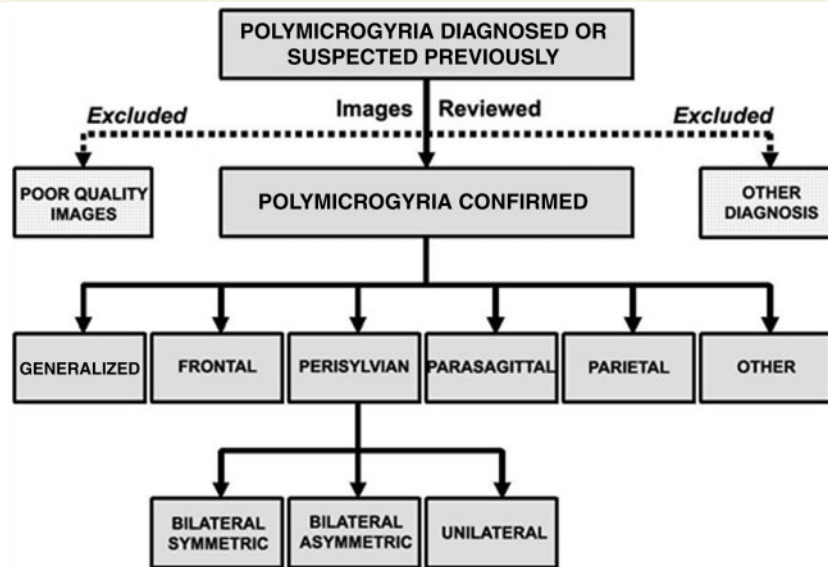 POLYMICROGYRIA DIAGNOSED OR
SUSPECTED PREVIOUSLY
Excluded
Images Reviewed
Excluded
POOR QUALITY
IMAGES
POLYMICROGYRIA CONFIRMED
OTHER
DIAGNOSIS
GENERALIZED
FRONTAL
PERISYLVIAN
PARASAGITTAL
PARIETAL
OTHER
BILATERAL
SYMMETRIC
BILATERAL
ASYMMETRIC
UNILATERAL